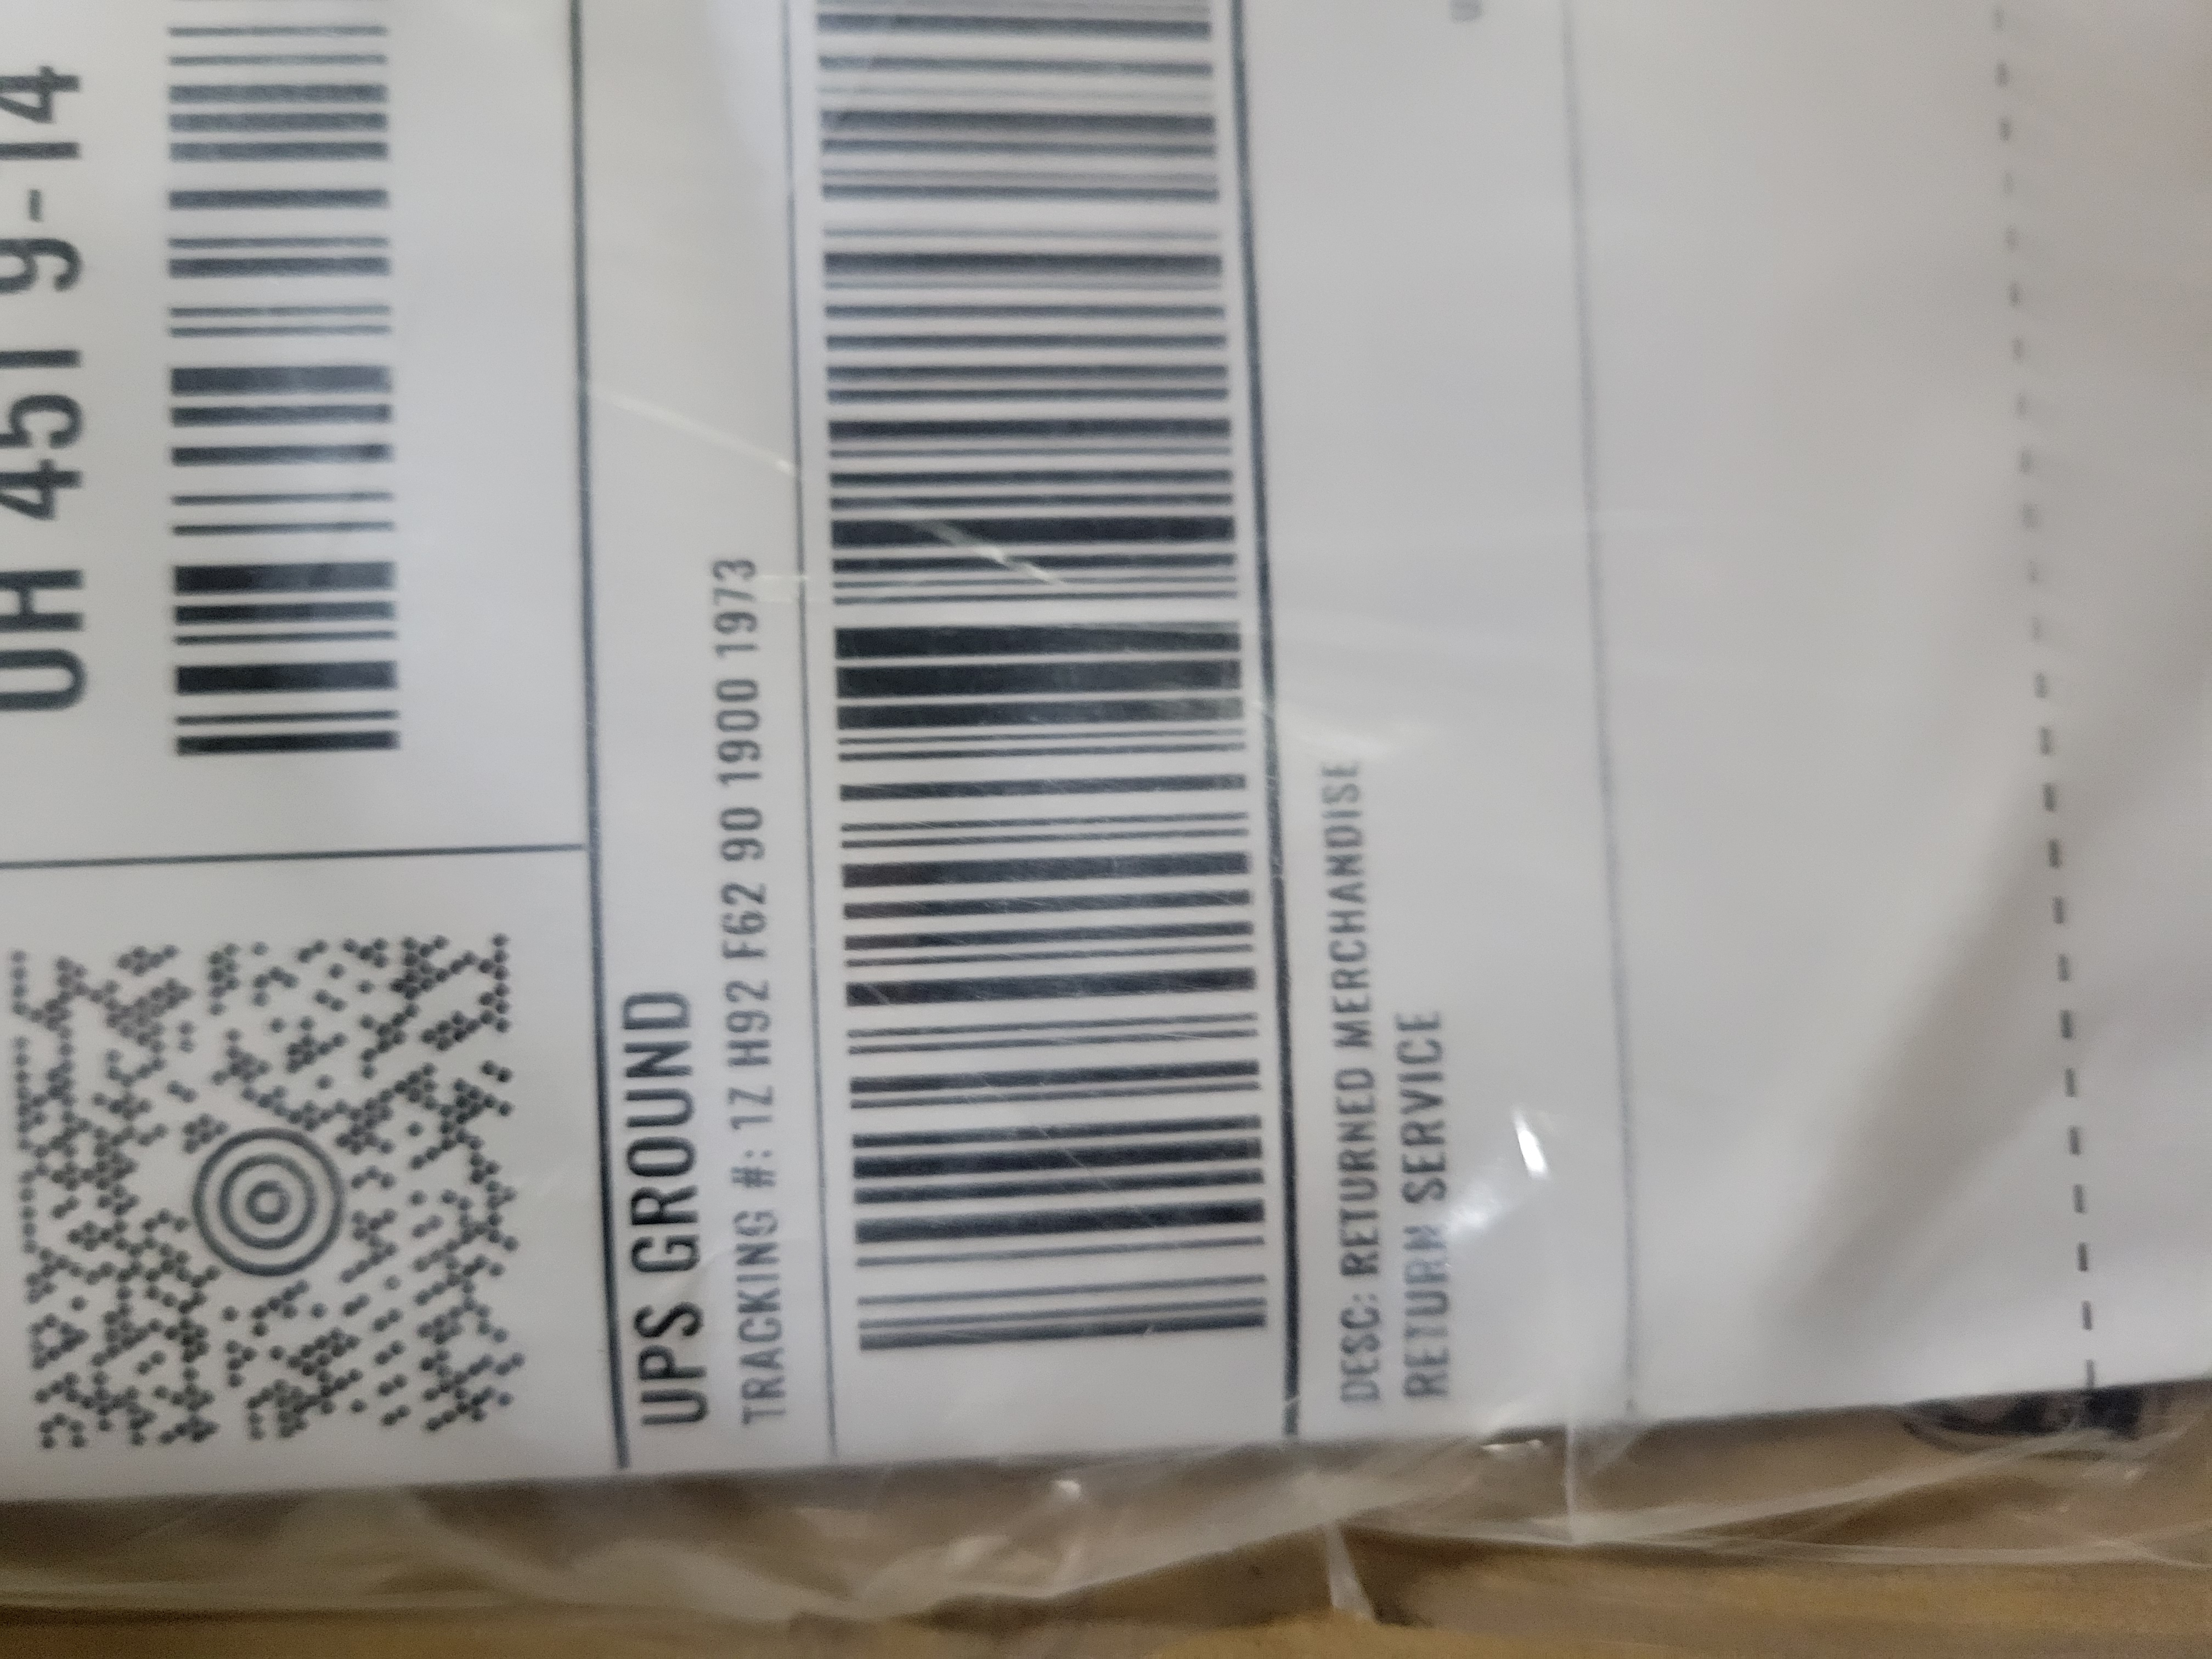 OH 451 9-14
UPS GROUND
TRACKING #: 1Z H92 F62 90 1900 1973
DESC: RETURNED MERCHANDISE
RETURN SERVICE